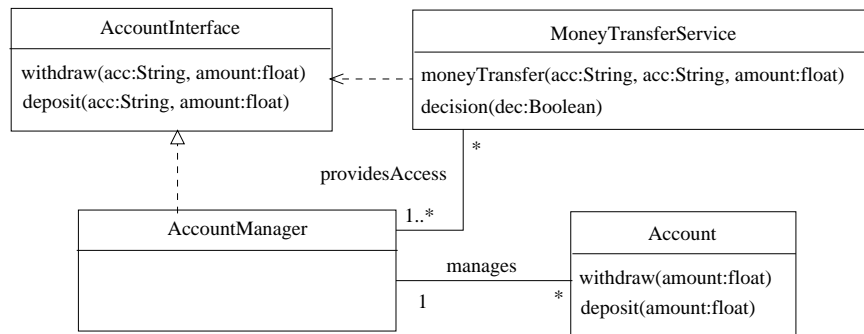 AccountInterface
withdraw(acc:String, amount:float)
deposit(acc:String, amount:float)
MoneyTransferService
moneyTransfer(acc:String, acc:String, amount:float)
decision(dec:Boolean)
*
providesAccess
1..*
AccountManager
manages
1
*
Account
withdraw(amount:float)
deposit(amount:float)